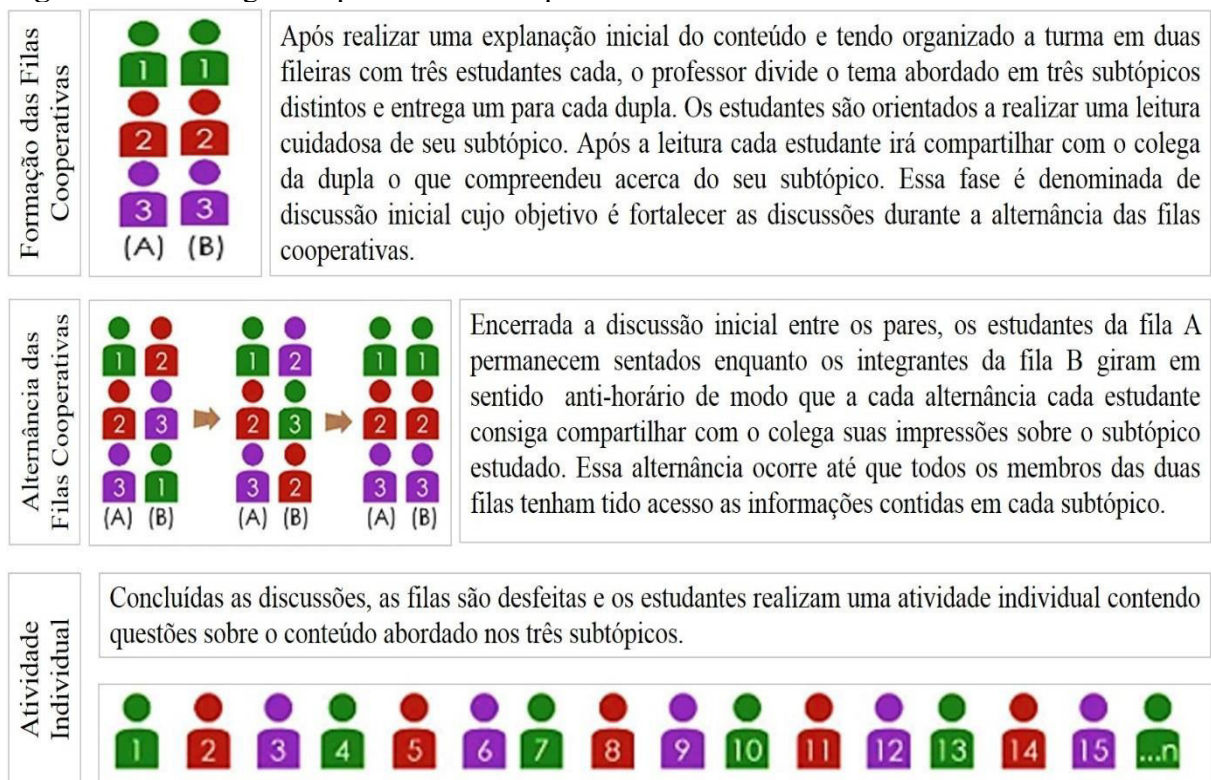 Formação das Filas
Cooperativas
1 1
2 2
3 3
(A) (B)
Após realizar uma explanação inicial do conteúdo e tendo organizado a turma em duas
fileiras com três estudantes cada, o professor divide o tema abordado em três subtópicos
distintos e entrega um para cada dupla. Os estudantes são orientados a realizar uma leitura
cuidadosa de seu subtópico. Após a leitura cada estudante irá compartilhar com o colega
da dupla o que compreendeu acerca do seu subtópico. Essa fase é denominada de
discussão inicial cujo objetivo é fortalecer as discussões durante a alternância das filas
cooperativas.
Alternância das
Filas Cooperativas
1 2 1 2 1 1
2 3 2 3 2 2
3 1 3 2 3 3
(A) (B) (A) (B) (A) (B)
Encerrada a discussão inicial entre os pares, os estudantes da fila A
permanecem sentados enquanto os integrantes da fila B giram em
sentido anti-horário de modo que a cada alternância cada estudante
consiga compartilhar com o colega suas impressões sobre o subtópico
estudado. Essa alternância ocorre até que todos os membros das duas
filas tenham tido acesso as informações contidas em cada subtópico.
Atividade
Individual
Concluídas as discussões, as filas são desfeitas e os estudantes realizam uma atividade individual contendo
questões sobre o conteúdo abordado nos três subtópicos.
1 2 3 4 5 6 7 8 9 10 11 12 13 14 15 ...n